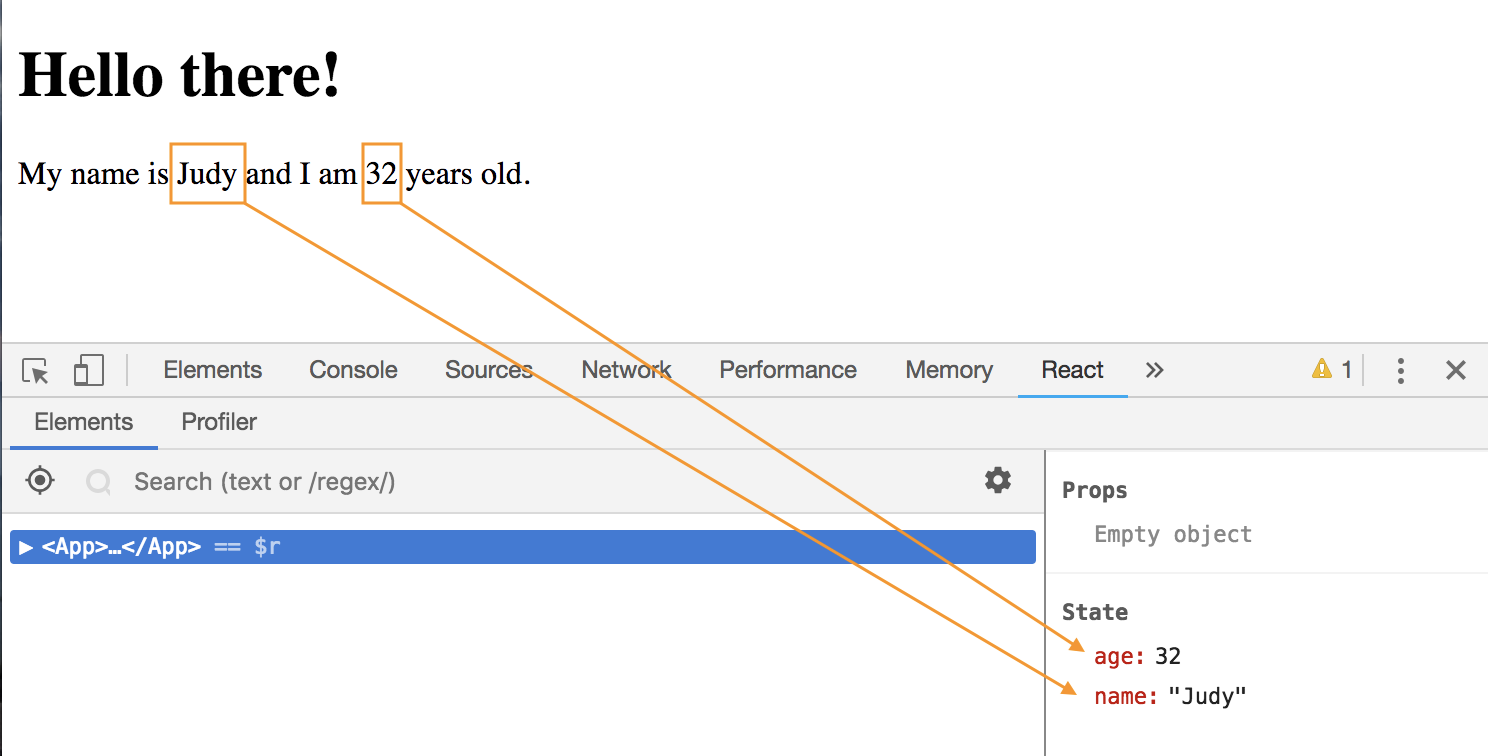 Hello there!
My name is Judy and I am 32 years old.
Elements Console Sources Network Performance Memory React » 1
Elements Profiler
Search (text or /regex/)
Props
Empty object
▶ <App>…</App> == $r
State
age: 32
name: "Judy"